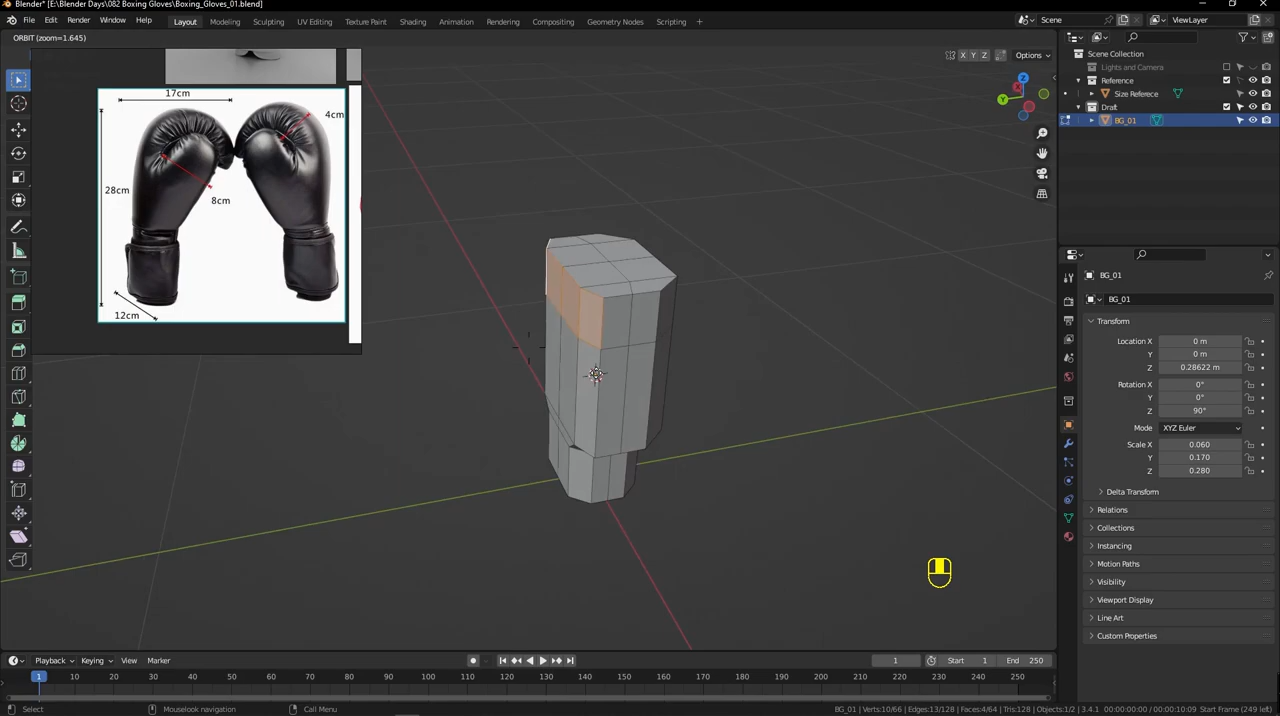 Blender* [E:\Blender Days\082 Boxing Gloves\Boxing_Gloves_01.blend]
File Edit Render Window Help Layout Modeling Sculpting UV Editing Texture Paint Shading Animation Rendering Compositing Geometry Nodes Scripting + Scene ViewLayer
ORBIT (zoom=1.645)
X Y Z Options
17cm
4cm
28cm
8cm
12cm
X
Y
Z
Scene Collection
Lights and Camera
Reference
Size Referece
Draft
BG_01
BG_01
BG_01
Transform
Location X 0 m
Y 0 m
Z 0.28622 m
Rotation X 0°
Y 0°
Z 90°
Mode XYZ Euler
Scale X 0.060
Y 0.170
Z 0.280
Delta Transform
Relations
Collections
Instancing
Motion Paths
Visibility
Viewport Display
Line Art
Custom Properties
Playback Keying View Marker 1 Start 1 End 250
1 10 20 30 40 50 60 70 80 90 100 110 120 130 140 150 160 170 180 190 200 210 220 230 240 250
Select Mouselook navigation Call Menu BG_01 | Verts:10/66 | Edges:13/128 | Faces:4/64 | Tris:128 | Objects:1/2 | 3.4.1 00:00:00:00 / 00:00:10:09 Start Frame (249 left)